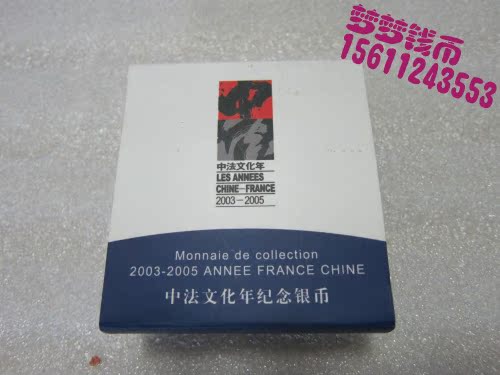 梦梦钱币
15611243553
中法文化年
LES ANNEES
CHINE-FRANCE
2003-2005
Monnaie de collection
2003-2005 ANNEE FRANCE CHINE
中法文化年纪念银币